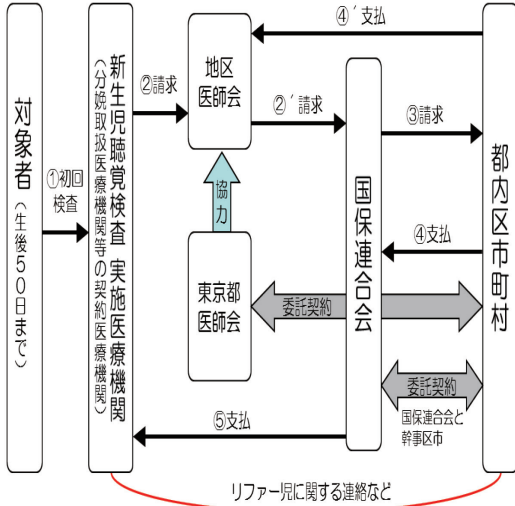 対象者
（生後50日まで）
①初回
検査
新生児聴覚検査 実施医療機関
（分娩取扱医療機関等の契約医療機関）
②請求
地区
医師会
②´請求
④´支払
国保連合会
③請求
④支払
都内区市町村
協力
東京都
医師会
委託契約
委託契約
国保連合会と
幹事区市
⑤支払
リファー児に関する連絡など